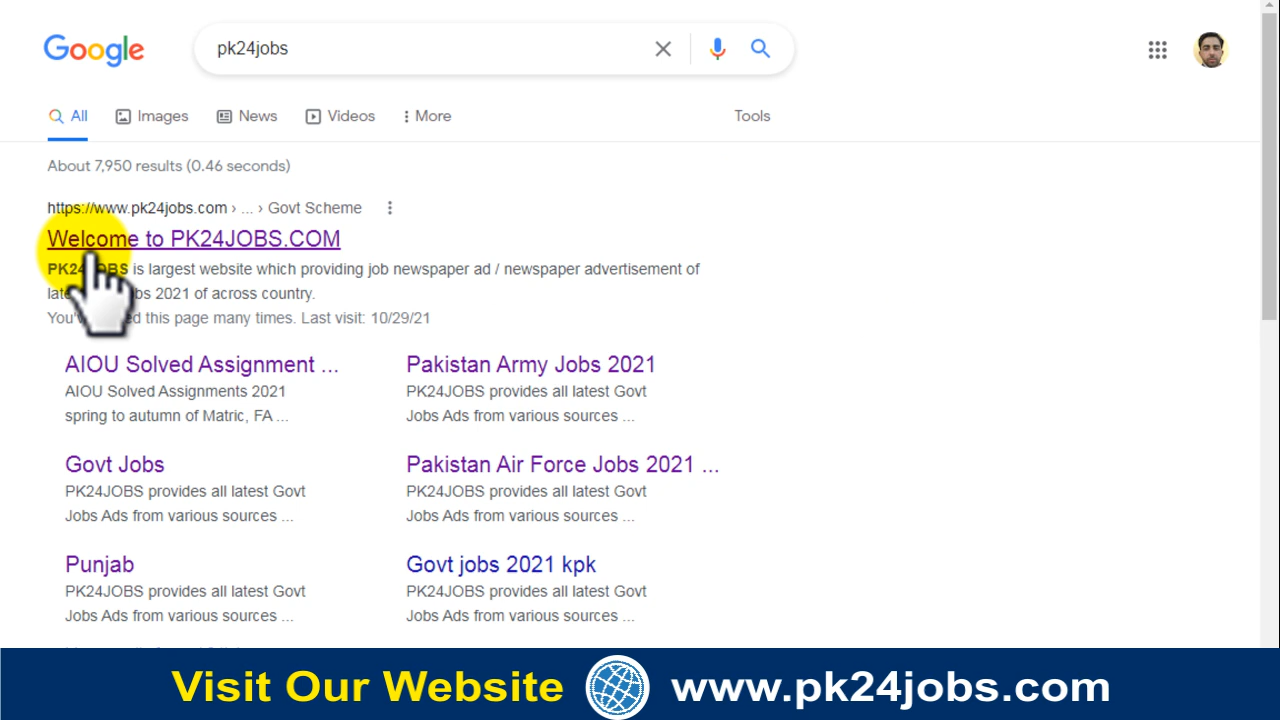 Google
pk24jobs
All Images News Videos More Tools
About 7,950 results (0.46 seconds)
https://www.pk24jobs.com › ... › Govt Scheme
Welcome to PK24JOBS.COM
PK24JOBS is largest website which providing job newspaper ad / newspaper advertisement of
jobs 2021 of across country.
this page many times. Last visit: 10/29/21
AIOU Solved Assignment ...
AIOU Solved Assignments 2021
spring to autumn of Matric, FA ...
Pakistan Army Jobs 2021
PK24JOBS provides all latest Govt
Jobs Ads from various sources ...
Govt Jobs
PK24JOBS provides all latest Govt
Jobs Ads from various sources ...
Pakistan Air Force Jobs 2021 ...
PK24JOBS provides all latest Govt
Jobs Ads from various sources ...
Punjab
PK24JOBS provides all latest Govt
Jobs Ads from various sources ...
Govt jobs 2021 kpk
PK24JOBS provides all latest Govt
Jobs Ads from various sources ...
Visit Our Website www.pk24jobs.com